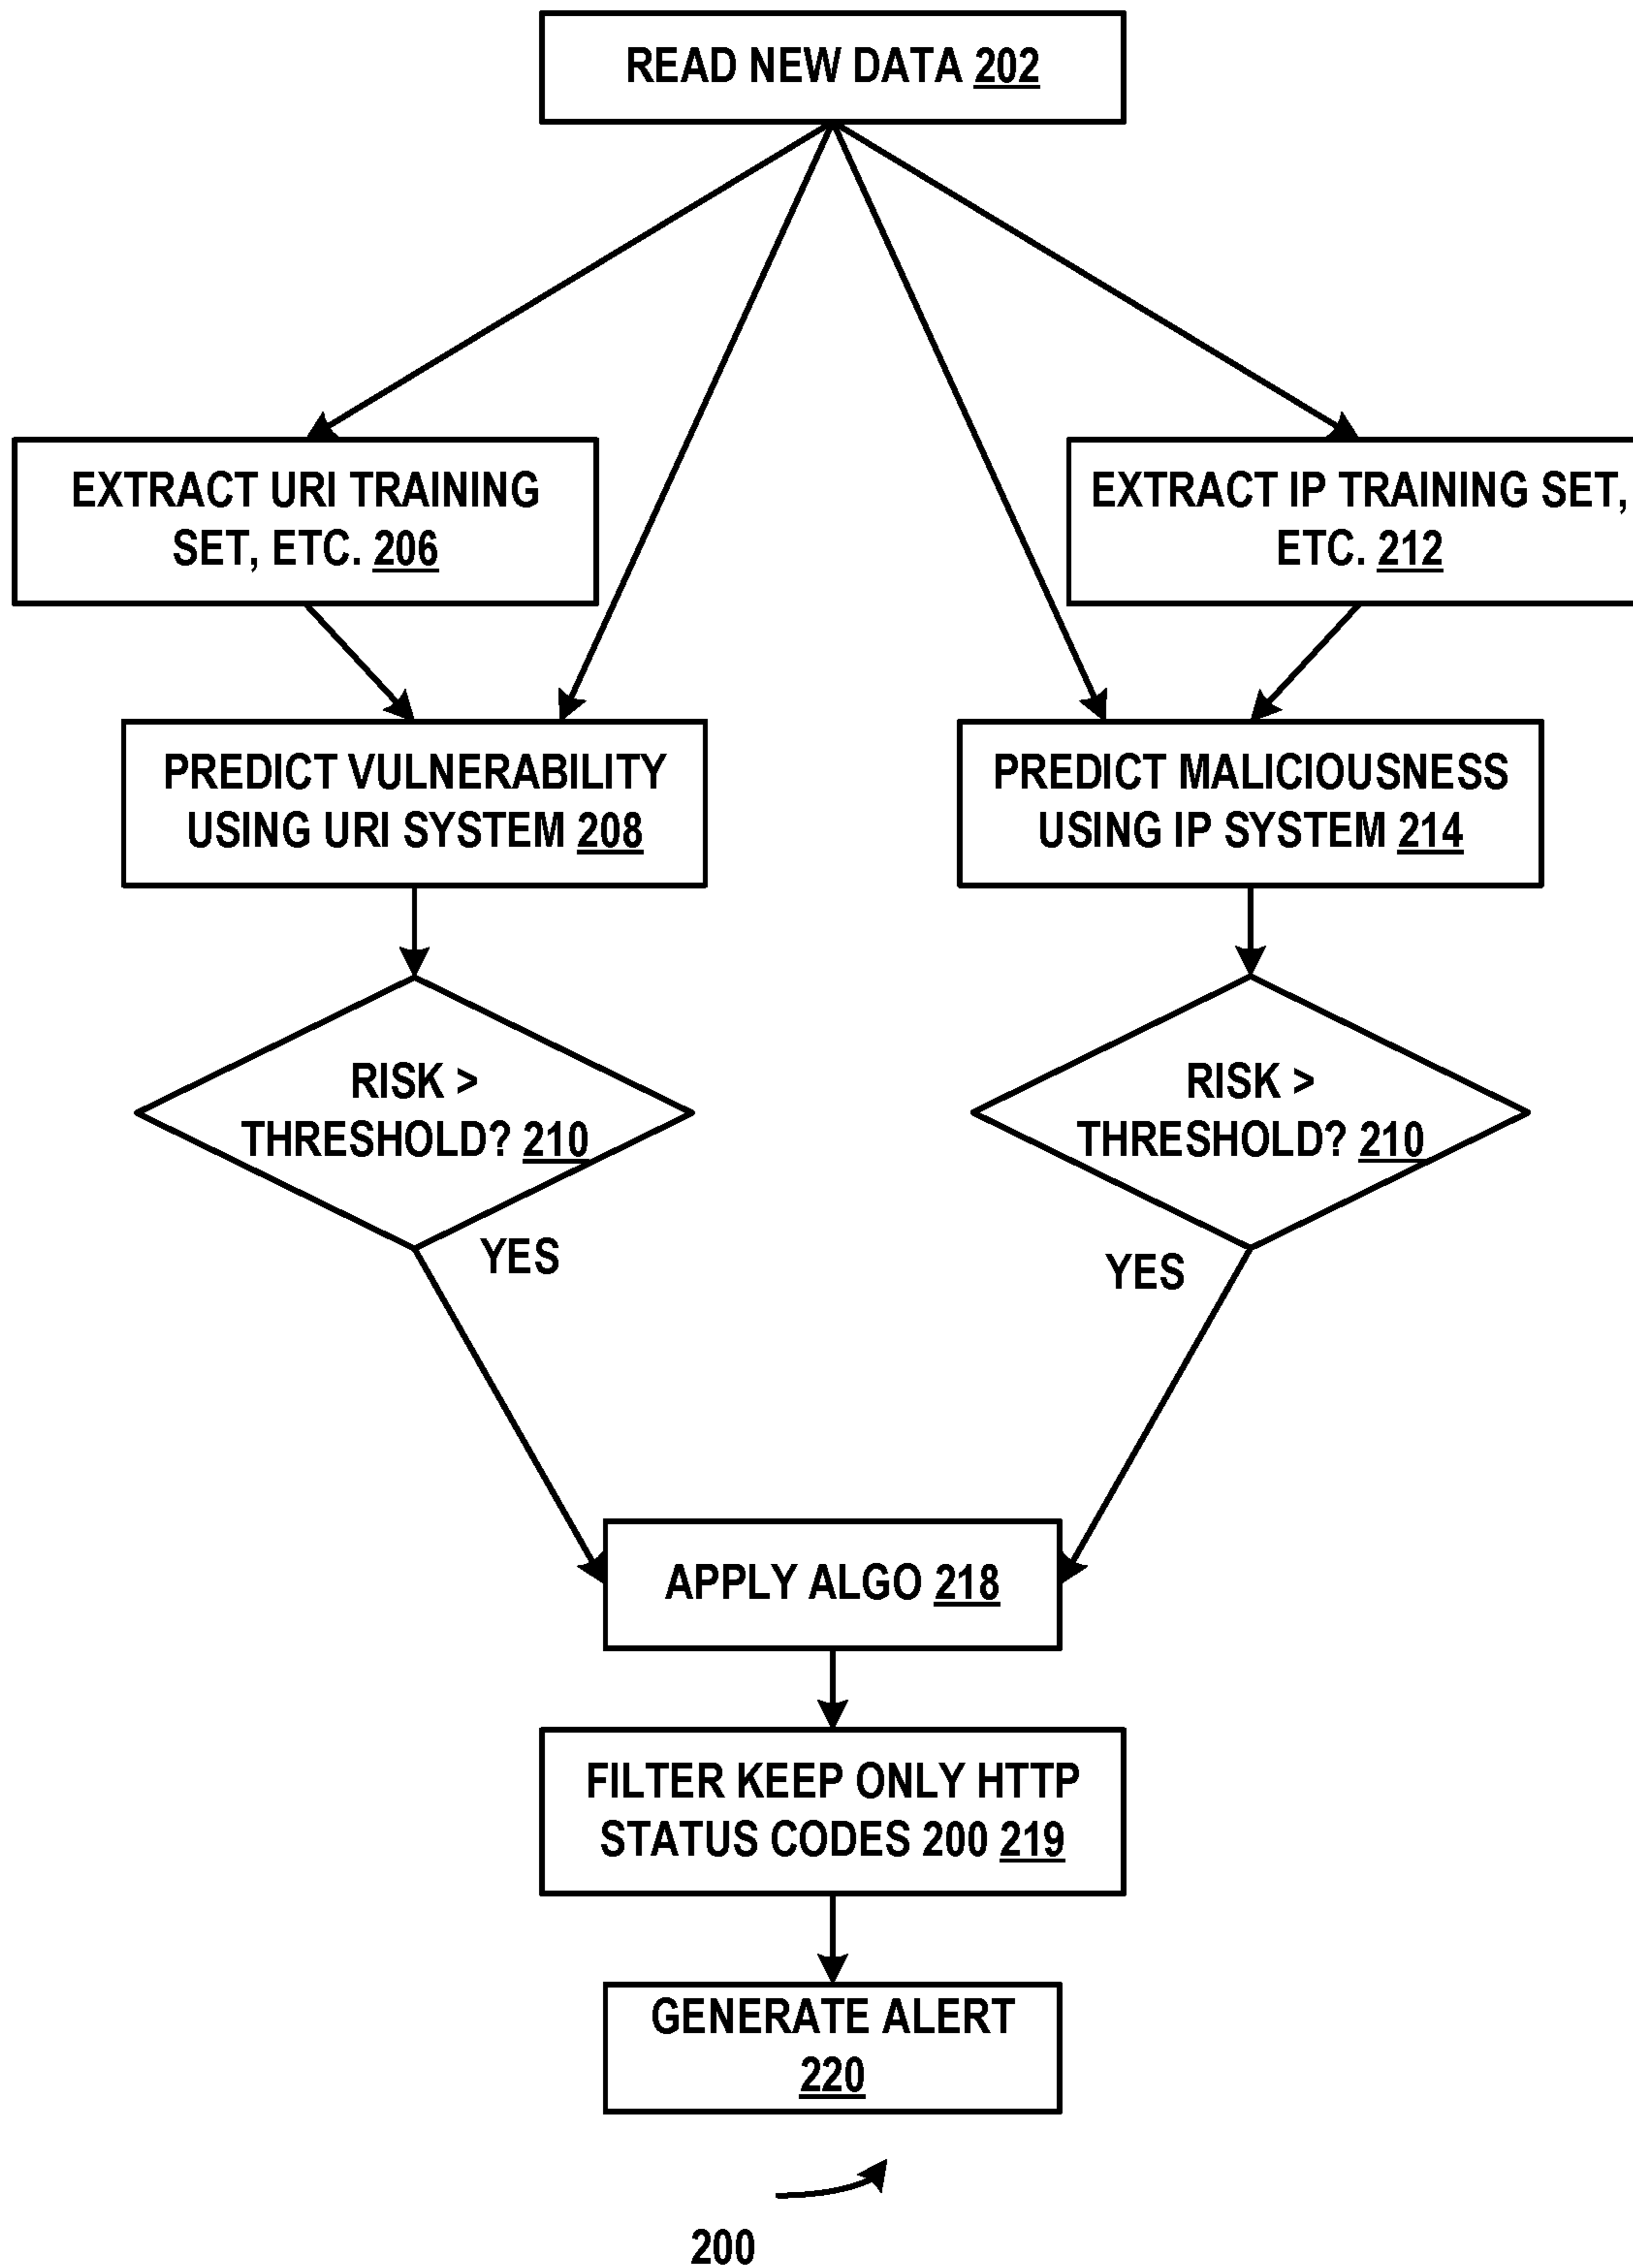 READ NEW DATA 202
EXTRACT URI TRAINING
SET, ETC. 206
EXTRACT IP TRAINING SET,
ETC. 212
PREDICT VULNERABILITY
USING URI SYSTEM 208
PREDICT MALICIOUSNESS
USING IP SYSTEM 214
RISK >
THRESHOLD? 210
RISK >
THRESHOLD? 210
YES
YES
APPLY ALGO 218
FILTER KEEP ONLY HTTP
STATUS CODES 200 219
GENERATE ALERT
220
200